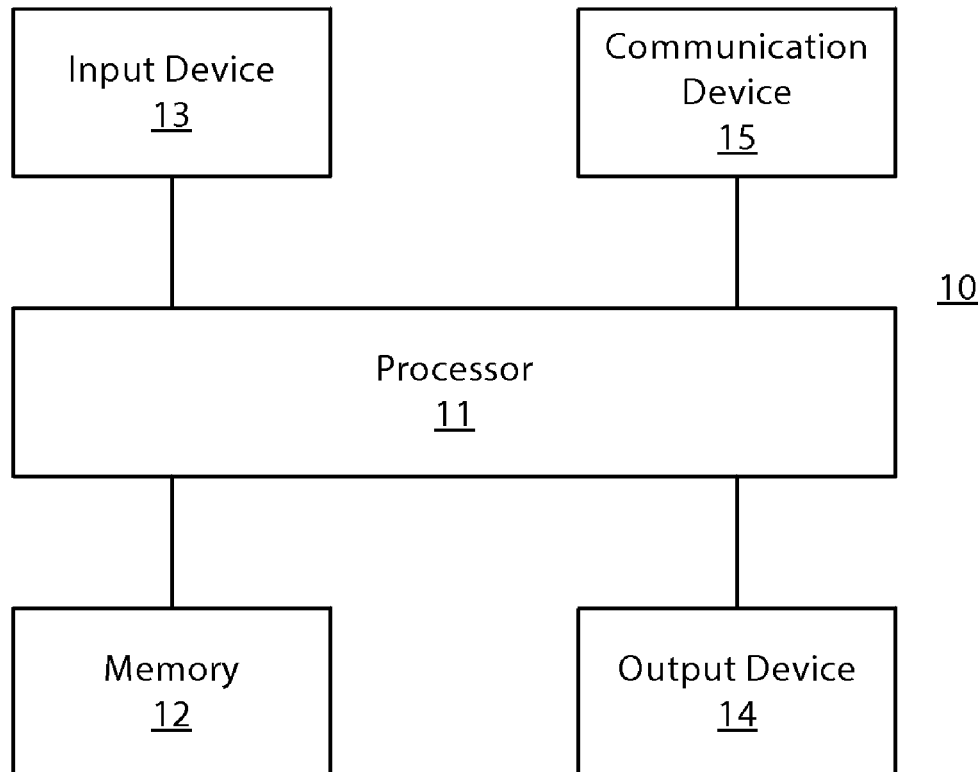 Input Device
13
Communication
Device
15
10
Processor
11
Memory
12
Output Device
14